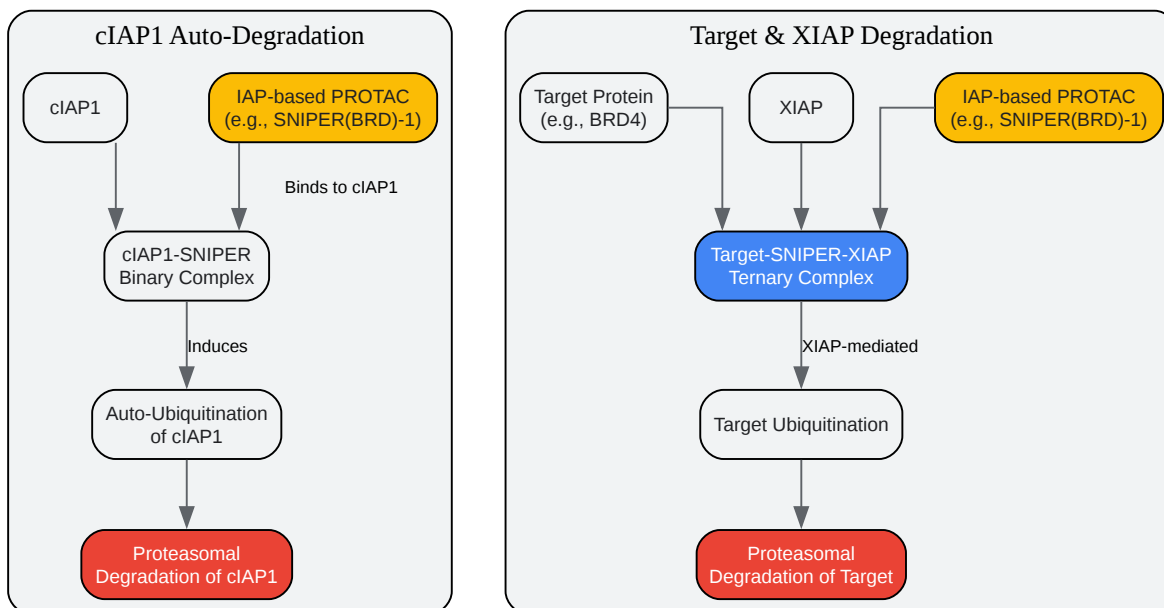 cIAP1 Auto-Degradation
cIAP1
IAP-based PROTAC
(e.g., SNIPER(BRD)-1)
Binds to cIAP1
cIAP1-SNIPER
Binary Complex
Induces
Auto-Ubiquitination
of cIAP1
Proteasomal
Degradation of cIAP1
Target & XIAP Degradation
Target Protein
(e.g., BRD4)
XIAP
IAP-based PROTAC
(e.g., SNIPER(BRD)-1)
Target-SNIPER-XIAP
Ternary Complex
XIAP-mediated
Target Ubiquitination
Proteasomal
Degradation of Target